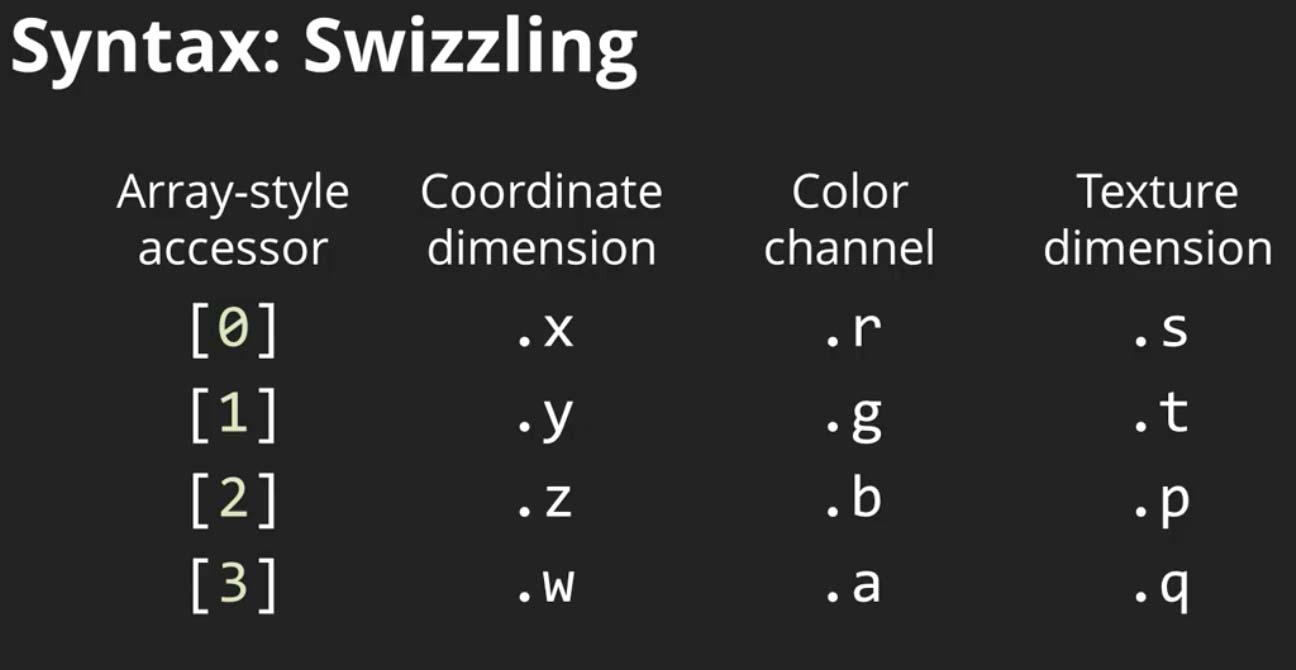 Syntax: Swizzling
Array-style Coordinate Color Texture
accessor dimension channel dimension
[0] .x .r .s
[1] .y .g .t
[2] .z .b .p
[3] .w .a .q